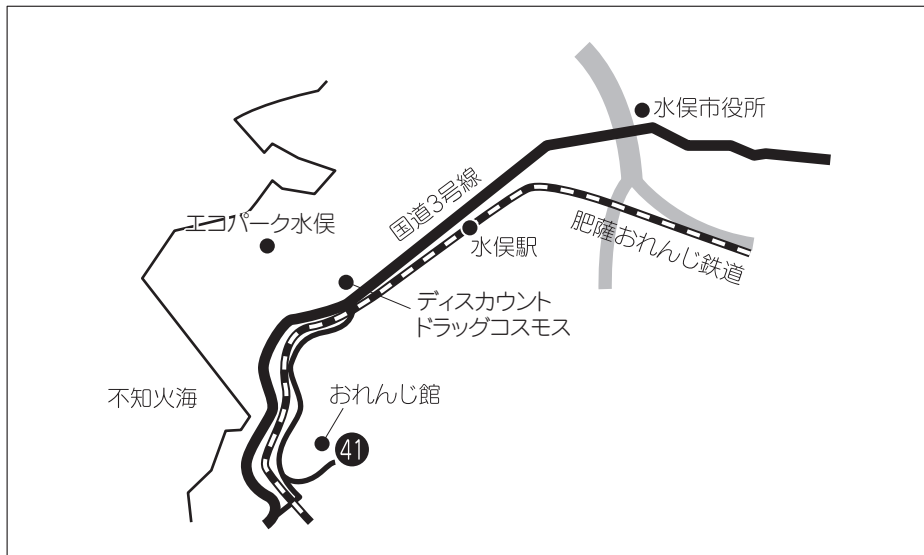 水俣市役所
国道3号線
エコパーク水俣
水俣駅
肥薩おれんじ鉄道
ディスカウント
ドラッグコスモス
不知火海
おれんじ館
41